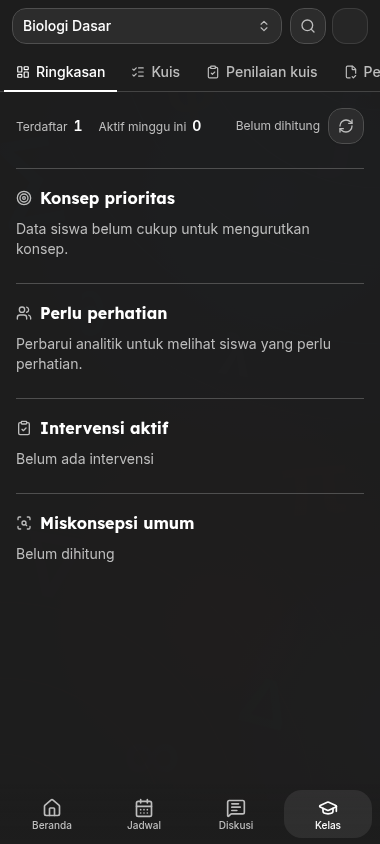 Biologi Dasar
Ringkasan
Kuis
Penilaian kuis
Pe
Terdaftar 1 Aktif minggu ini 0 Belum dihitung
Konsep prioritas
Data siswa belum cukup untuk mengurutkan
konsep.
Perlu perhatian
Perbarui analitik untuk melihat siswa yang perlu
perhatian.
Intervensi aktif
Belum ada intervensi
Miskonsepsi umum
Belum dihitung
Beranda
Jadwal
Diskusi
Kelas